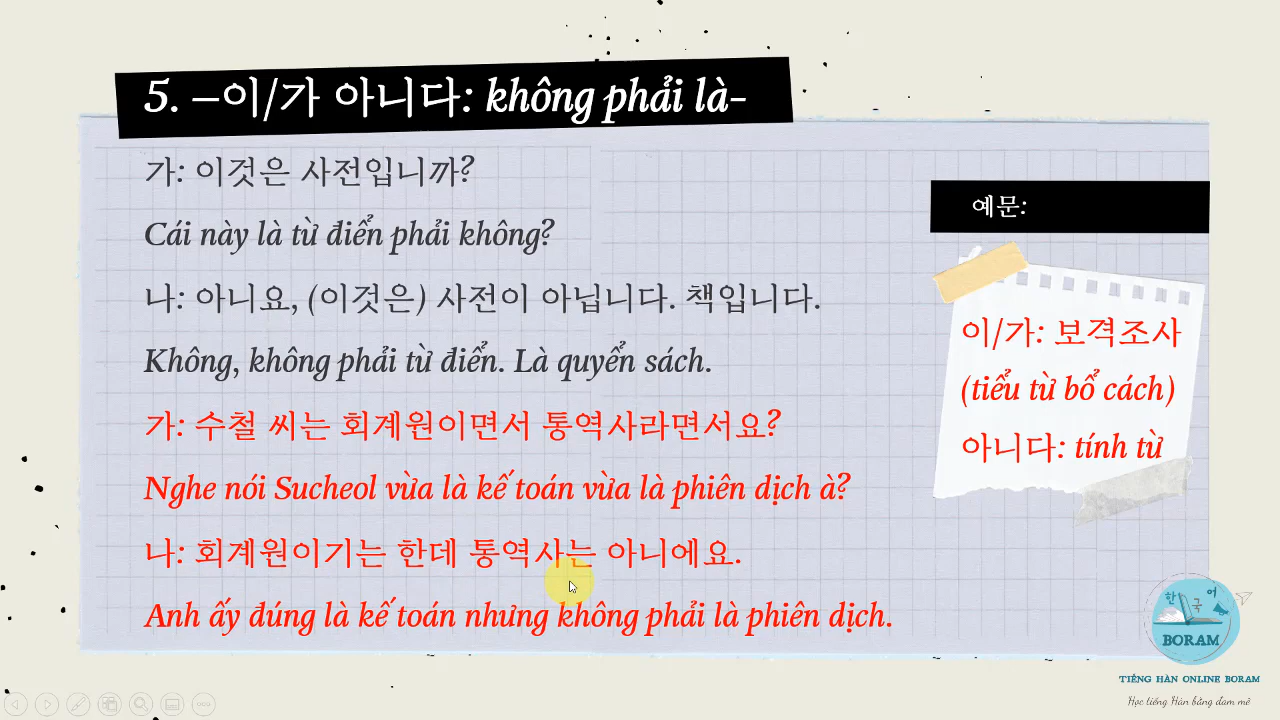 5. –이/가 아니다: không phải là-
가: 이것은 사전입니까?
Cái này là từ điển phải không?
나: 아니요, (이것은) 사전이 아닙니다. 책입니다.
Không, không phải từ điển. Là quyển sách.
가: 수철 씨는 회계원이면서 통역사라면서요?
Nghe nói Sucheol vừa là kế toán vừa là phiên dịch à?
나: 회계원이기는 한데 통역사는 아니에요.
Anh ấy đúng là kế toán nhưng không phải là phiên dịch.
예문:
이/가: 보격조사
(tiểu từ bổ cách)
아니다: tính từ
한국어
BORAM
TIẾNG HÀN ONLINE BORAM
Học tiếng Hàn bằng đam mê